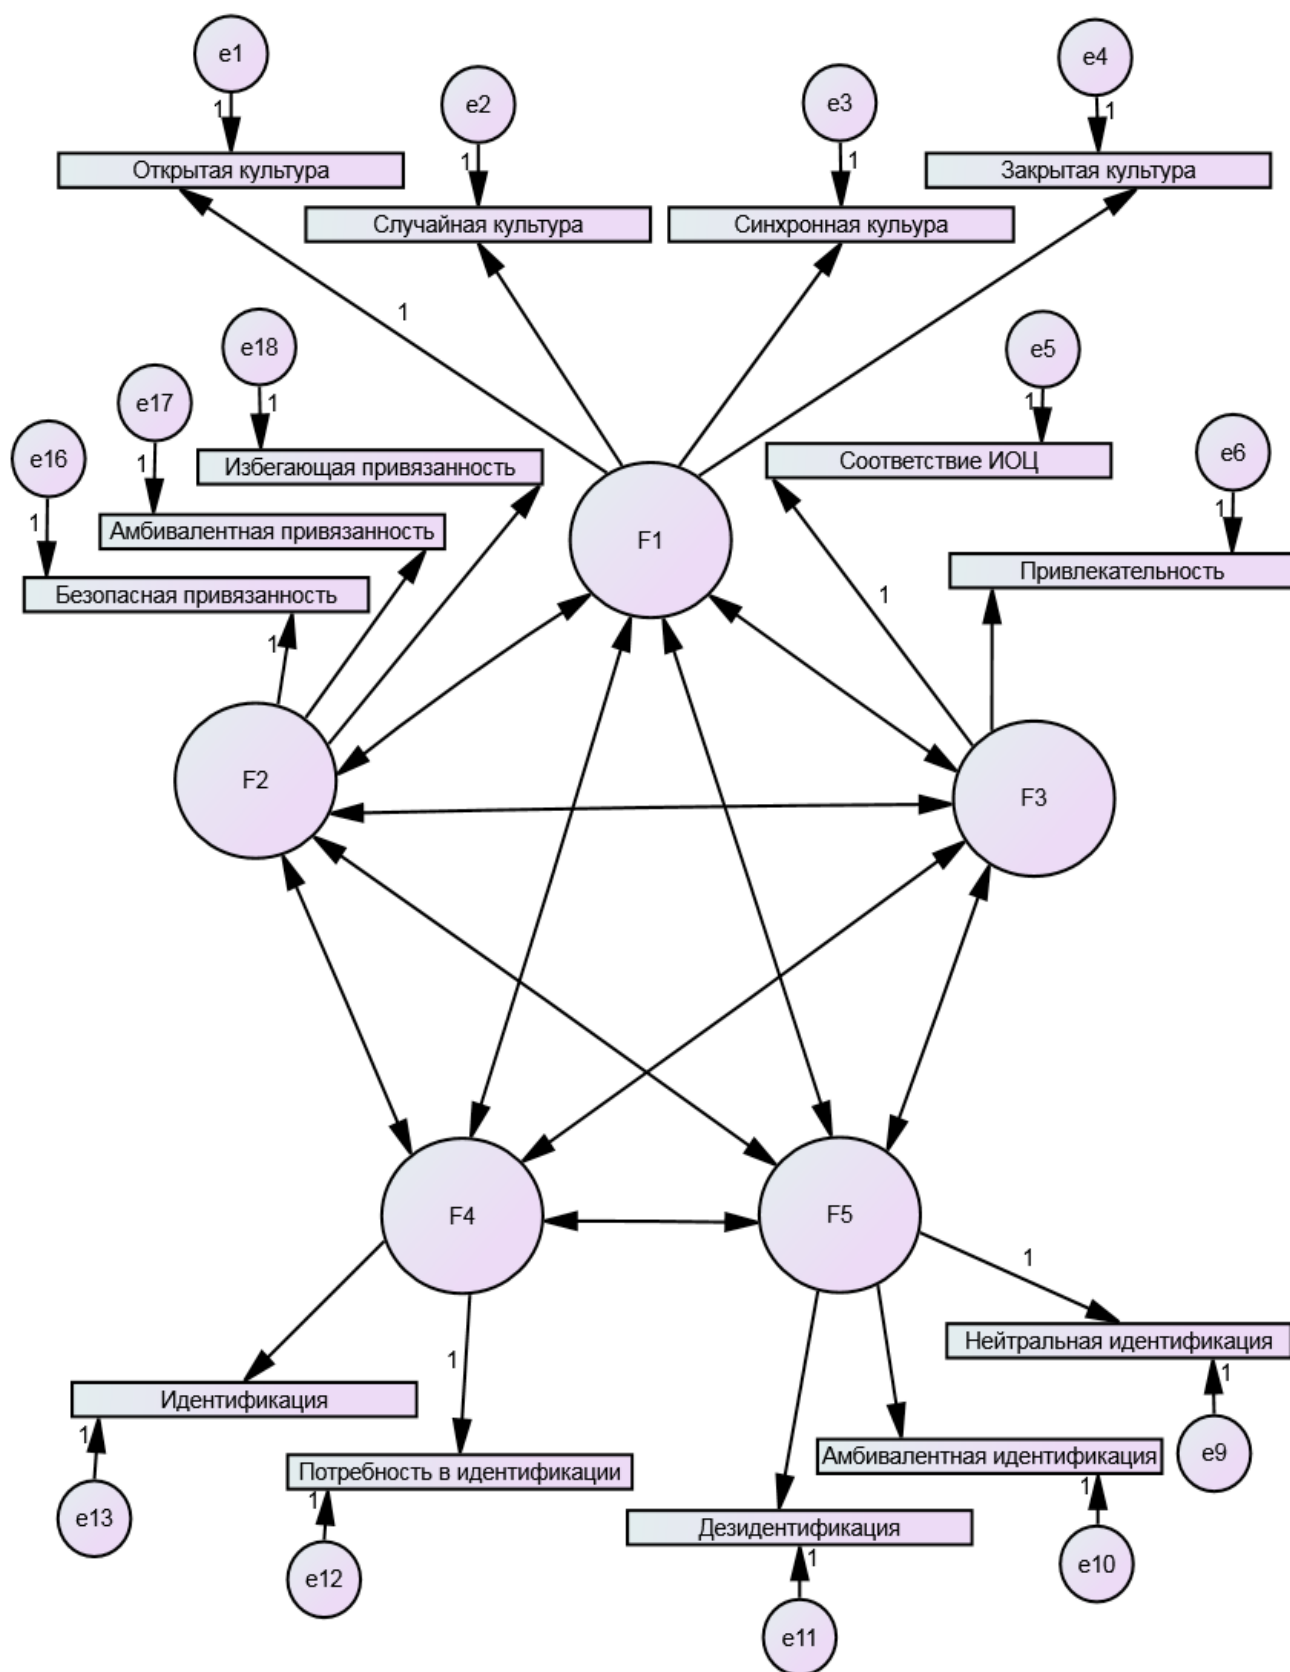 e1
e2
e3
e4
1
1
1
1
Открытая культура
Случайная культура
Синхронная кульура
Закрытая культура
1
e18
e17
e16
1
1
1
Избегающая привязанность
Амбивалентная привязанность
Безопасная привязанность
1
F1
e5
e6
1
1
Соответствие ИОЦ
Привлекательность
1
F2
F3
F4
F5
1
1
Нейтральная идентификация
1
e9
Идентификация
1
e13
Потребность в идентификации
1
e12
Амбивалентная идентификация
1
e10
Дезидентификация
1
e11